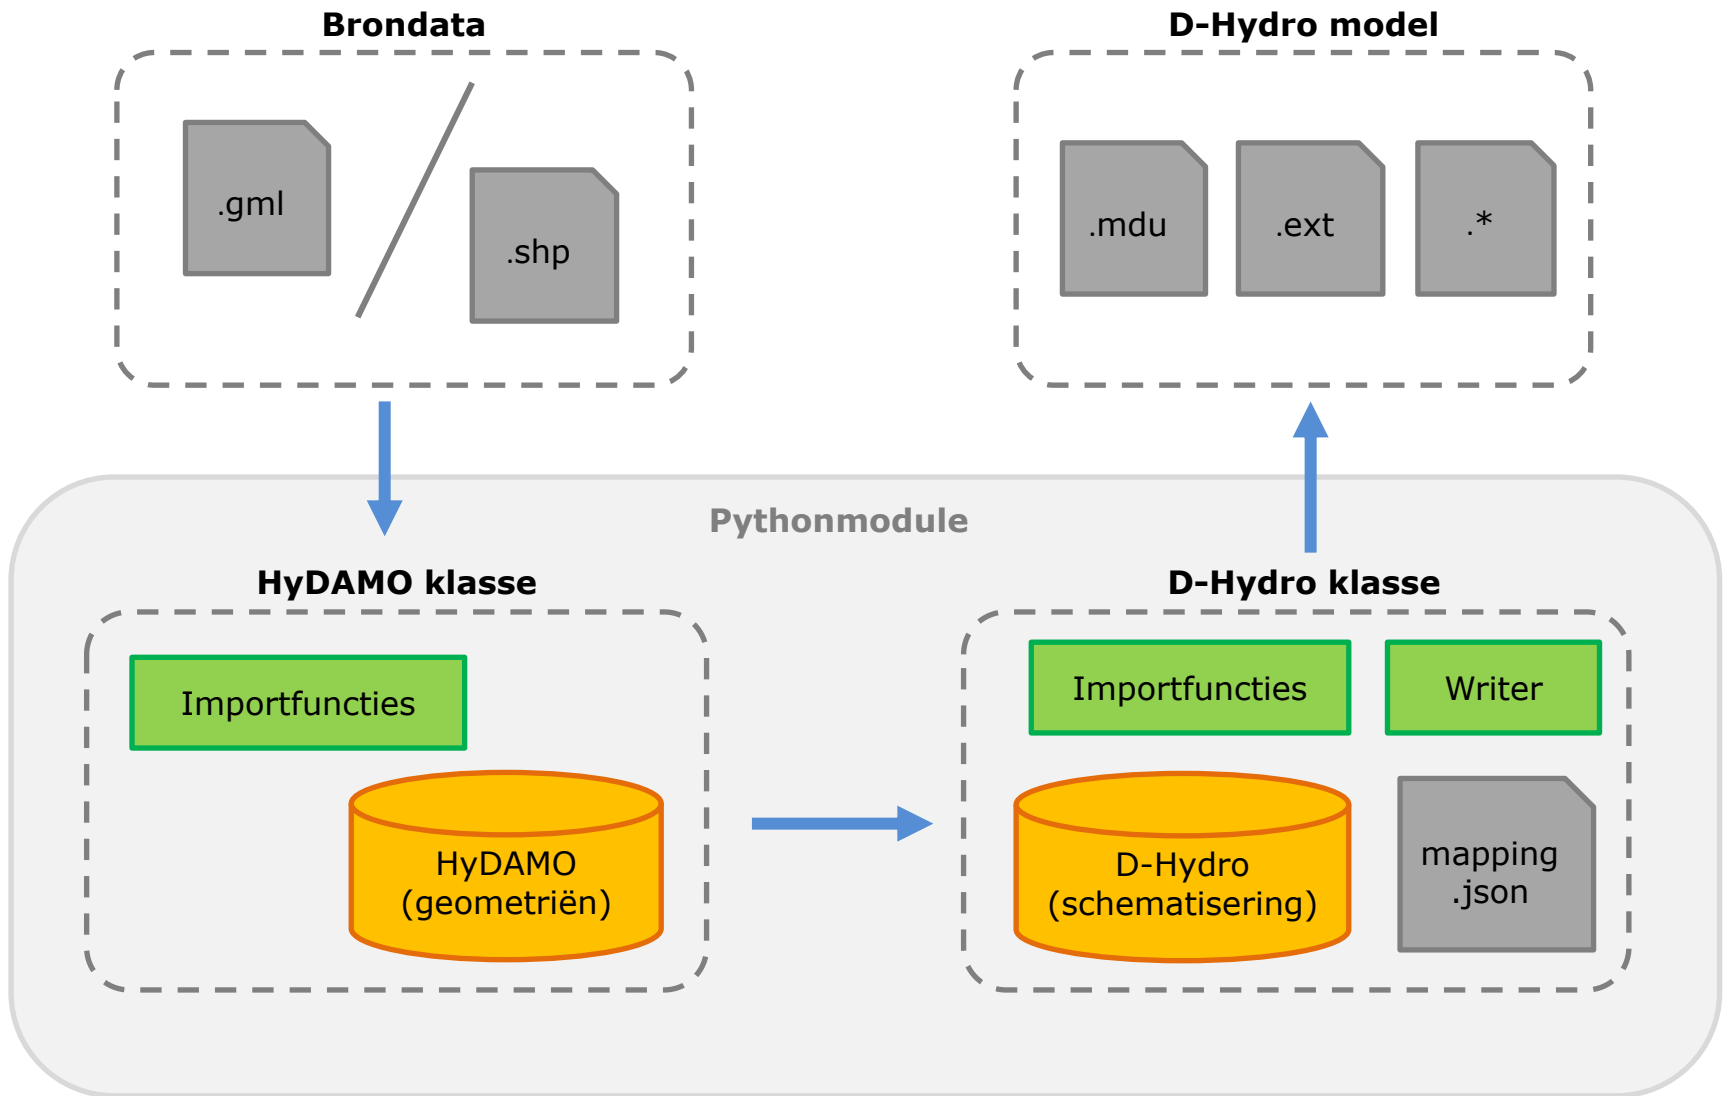 Brondata
.gml
.shp
D-Hydro model
.mdu
.ext
.*
Pythonmodule
HyDAMO klasse
Importfuncties
HyDAMO
(geometriën)
D-Hydro klasse
Importfuncties
Writer
D-Hydro
(schematisering)
mapping
.json